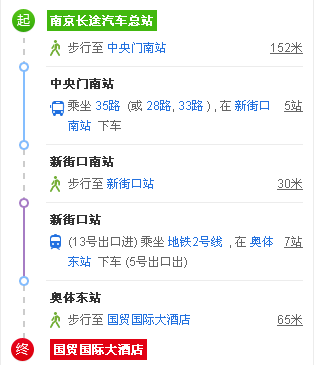 起 南京长途汽车总站
步行至 中央门南站 152米
中央门南站
乘坐 35路 (或 28路, 33路) , 在 新街口 5站
南站 下车
新街口南站
步行至 新街口站 30米
新街口站
(13号口进) 乘坐 地铁2号线 , 在 奥体 7站
东站 下车 (5号口出)
奥体东站
步行至 国贸国际大酒店 65米
终 国贸国际大酒店